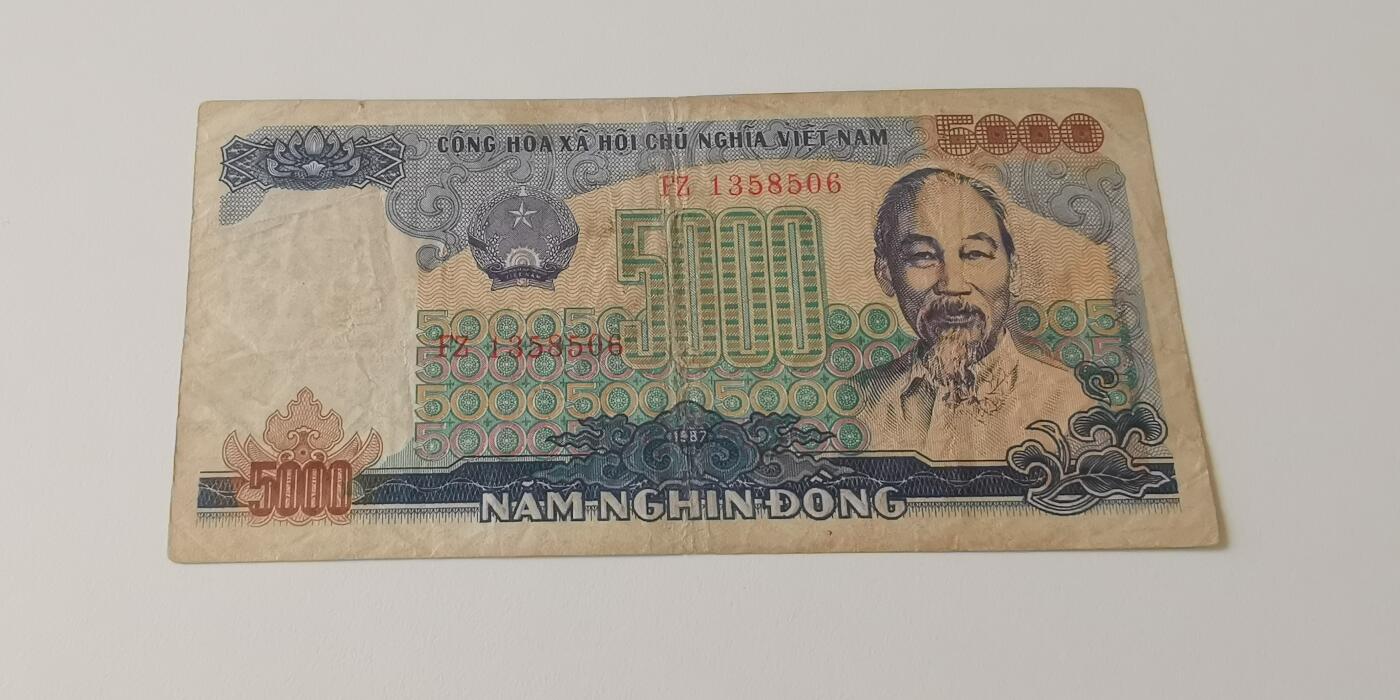 CỘNG HÒA XÃ HỘI CHỦ NGHĨA VIỆT NAM
5000
FZ 1358506
5000
FZ 1358506
1987
5000
NĂM NGHÌN ĐỒNG